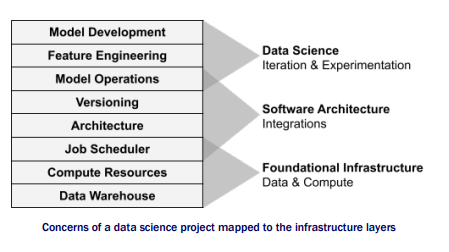 Model Development
Feature Engineering
Model Operations
Versioning
Architecture
Job Scheduler
Compute Resources
Data Warehouse
Data Science
Iteration & Experimentation
Software Architecture
Integrations
Foundational Infrastructure
Data & Compute
Concerns of a data science project mapped to the infrastructure layers